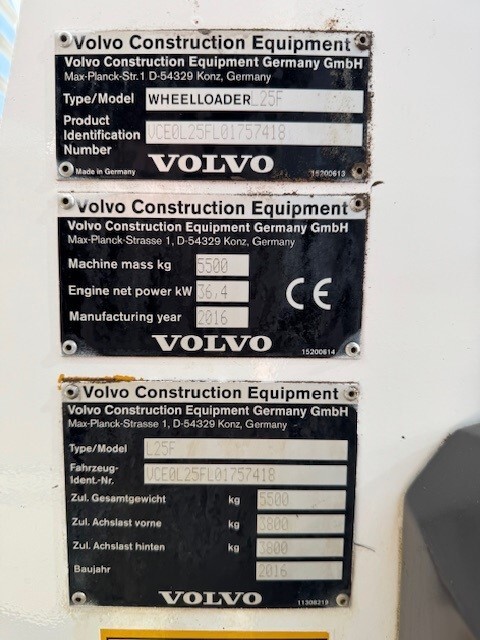 Volvo Construction Equipment
Volvo Construction Equipment Germany GmbH
Max-Planck-Str.1 D-54329 Konz, Germany
Type/Model WHEELLOADER L25F
Product
Identification VCE0L25FL01757418
Number
Made in Germany VOLVO 15200613
Volvo Construction Equipment
Volvo Construction Equipment Germany GmbH
Max-Planck-Strasse 1, D-54329 Konz, Germany
Machine mass kg 5500
Engine net power kW 36,4 CE
Manufacturing year 2016
VOLVO 15200614
Volvo Construction Equipment
Volvo Construction Equipment Germany GmbH
Max-Planck-Strasse 1, D-54329 Konz, Germany
Type/Model L25F
Fahrzeug-
Ident.-Nr. VCE0L25FL01757418
Zul. Gesamtgewicht kg 5500
Zul. Achslast vorne kg 3800
Zul. Achslast hinten kg 3800
Baujahr 2016
VOLVO